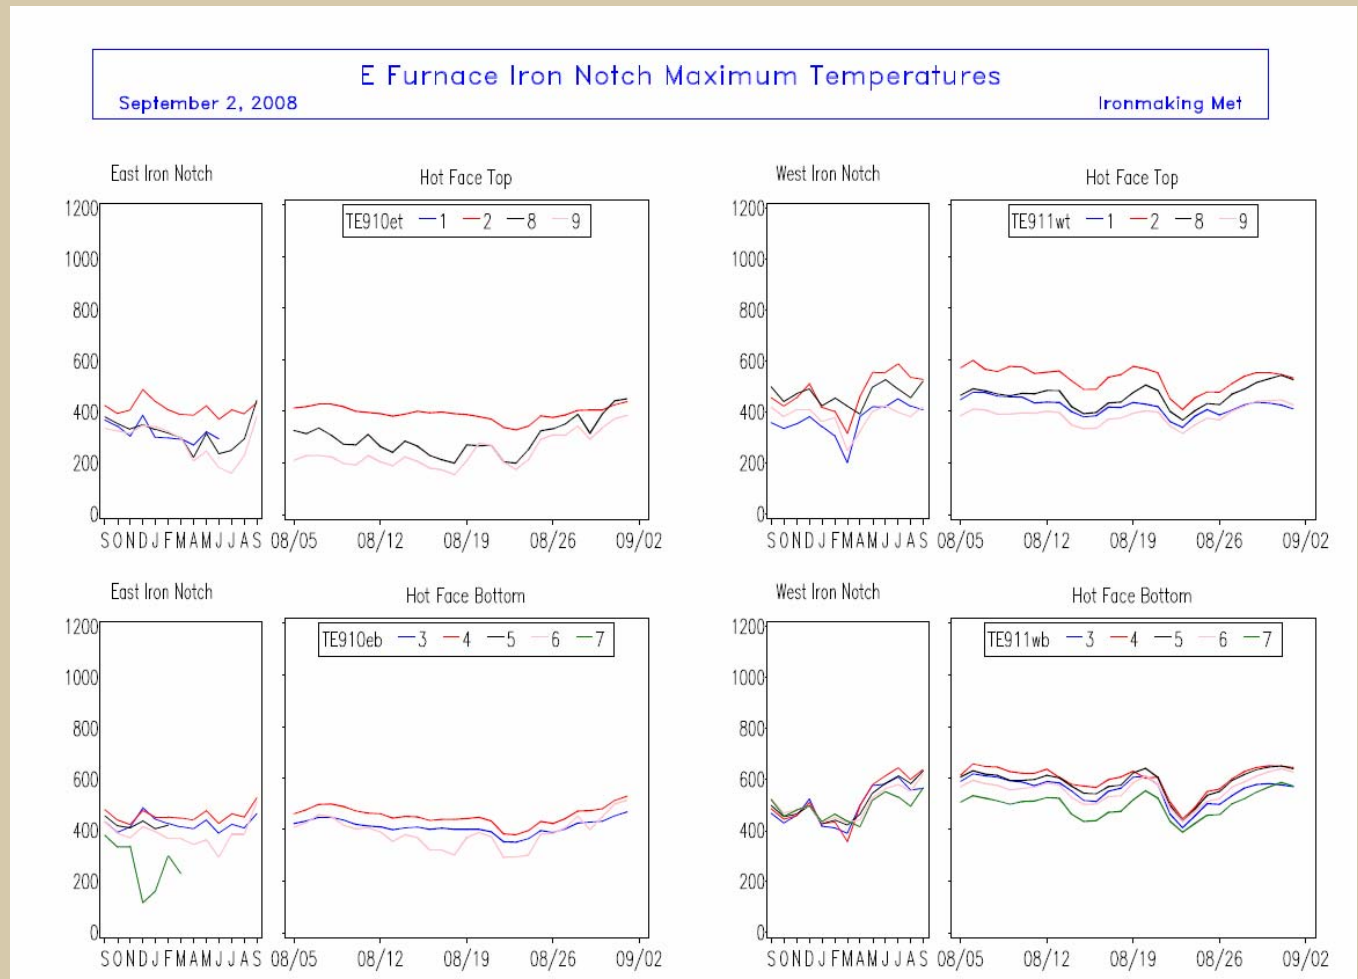 E Furnace Iron Notch Maximum Temperatures
September 2, 2008 Ironmaking Met
East Iron Notch Hot Face Top West Iron Notch Hot Face Top
TE910et 1 2 8 9 TE911wt 1 2 8 9
1200 1200
1000 1000
800 800
600 600
400 400
200 200
0 0
S O N D J F M A M J J A S 08/05 08/12 08/19 08/26 09/02 S O N D J F M A M J J A S 08/05 08/12 08/19 08/26 09/02
East Iron Notch Hot Face Bottom West Iron Notch Hot Face Bottom
TE910eb 3 4 5 6 7 TE911wb 3 4 5 6 7
1200 1200
1000 1000
800 800
600 600
400 400
200 200
0 0
S O N D J F M A M J J A S 08/05 08/12 08/19 08/26 09/02 S O N D J F M A M J J A S 08/05 08/12 08/19 08/26 09/02